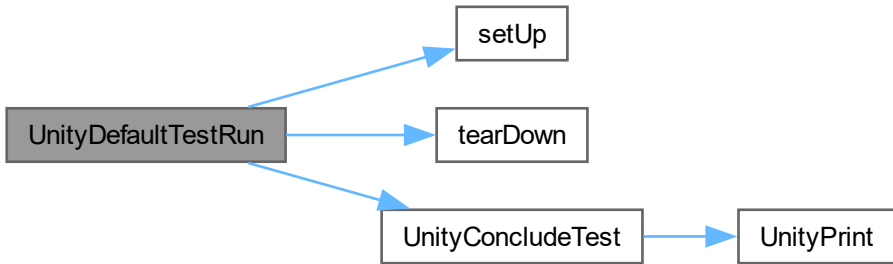 setUp
UnityDefaultTestRun
tearDown
UnityConcludeTest
UnityPrint